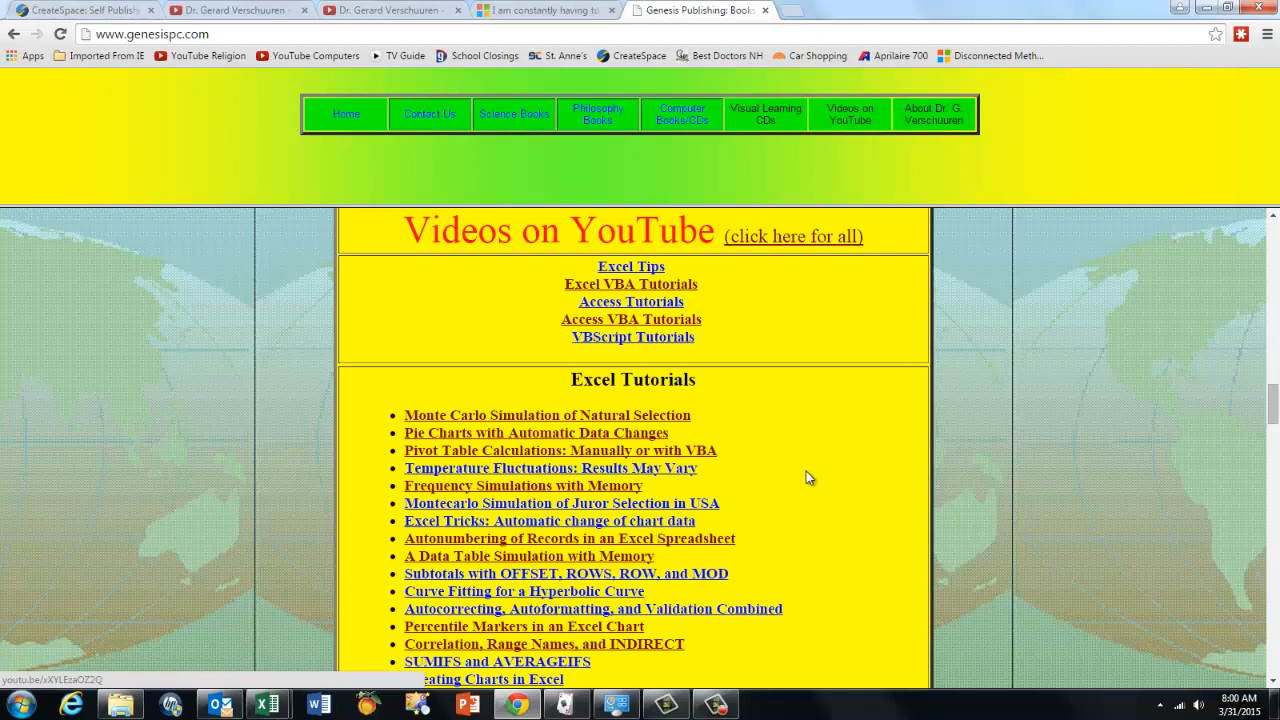 CreateSpace: Self Publish
Dr. Gerard Verschuuren -
Dr. Gerard Verschuuren -
I am constantly having to
Genesis Publishing: Books
www.genesispc.com
Apps
Imported From IE
YouTube Religion
YouTube Computers
TV Guide
School Closings
St. Anne's
CreateSpace
Best Doctors NH
Car Shopping
Aprilaire 700
Disconnected Meth...
Home
Contact Us
Science Books
Philosophy
Books
Computer
Books/CDs
Visual Learning
CDs
Videos on
YouTube
About Dr. G.
Verschuuren
Videos on YouTube (click here for all)
Excel Tips
Excel VBA Tutorials
Access Tutorials
Access VBA Tutorials
VBScript Tutorials
Excel Tutorials
Monte Carlo Simulation of Natural Selection
Pie Charts with Automatic Data Changes
Pivot Table Calculations: Manually or with VBA
Temperature Fluctuations: Results May Vary
Frequency Simulations with Memory
Montecarlo Simulation of Juror Selection in USA
Excel Tricks: Automatic change of chart data
Autonumbering of Records in an Excel Spreadsheet
A Data Table Simulation with Memory
Subtotals with OFFSET, ROWS, ROW, and MOD
Curve Fitting for a Hyperbolic Curve
Autocorrecting, Autoformatting, and Validation Combined
Percentile Markers in an Excel Chart
Correlation, Range Names, and INDIRECT
SUMIFS and AVERAGEIFS
eating Charts in Excel
youtu.be/xXYLEzaOZ2Q
8:00 AM
3/31/2015